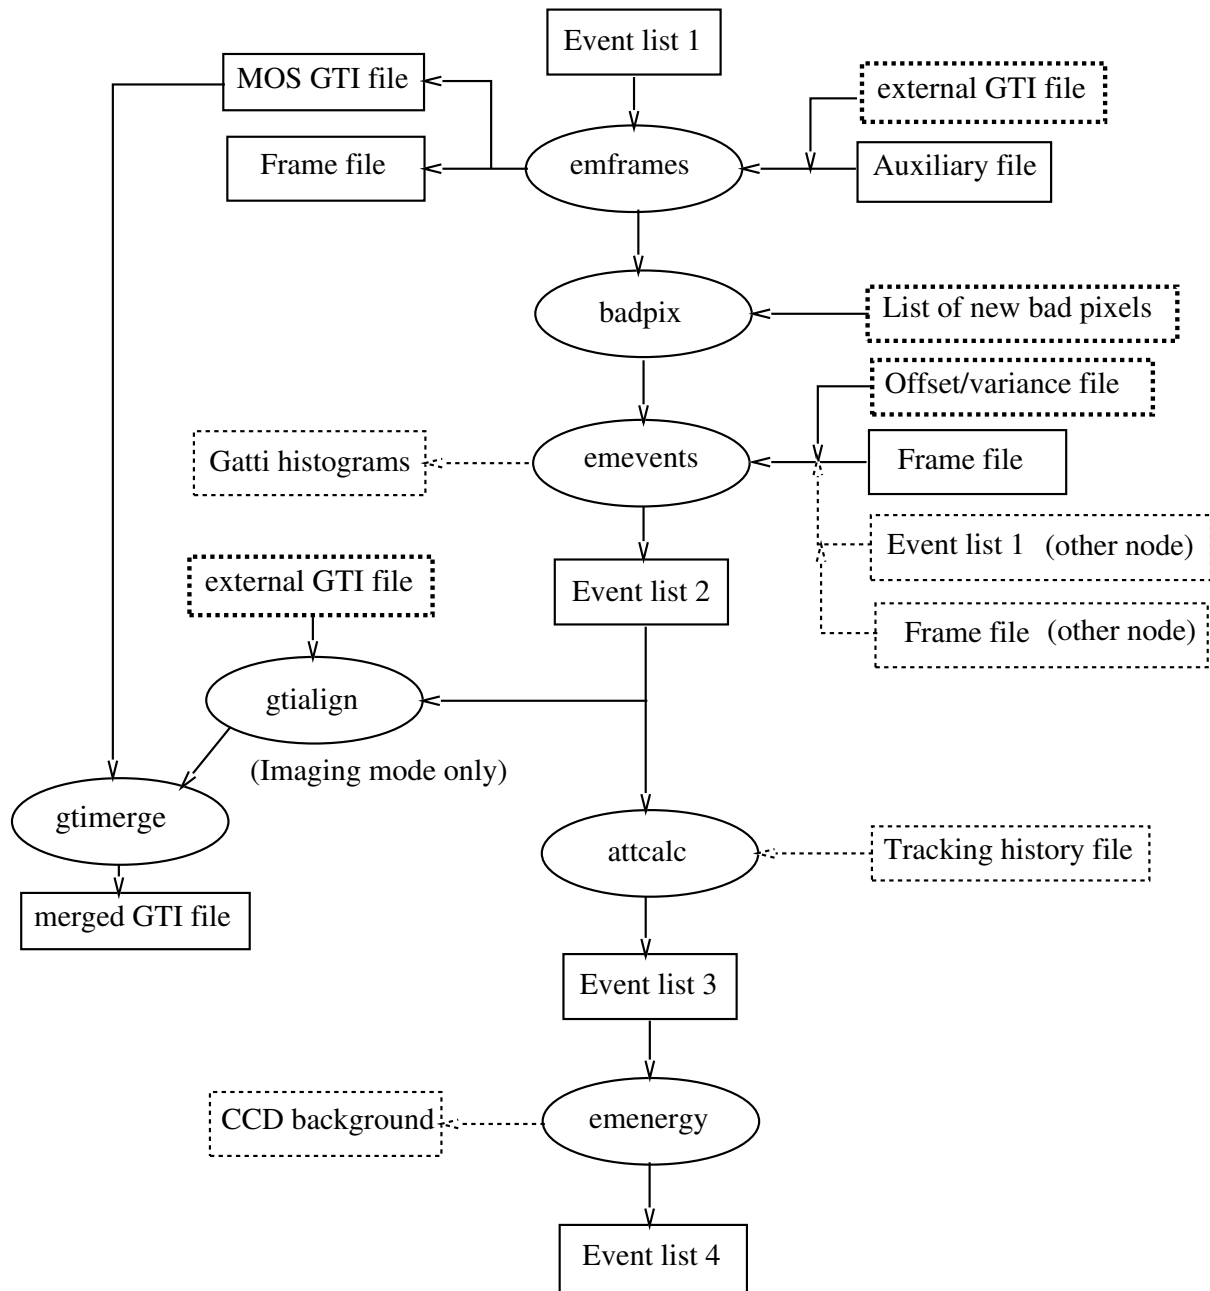 Event list 1
MOS GTI file
external GTI file
Frame file
emframes
Auxiliary file
badpix
List of new bad pixels
Offset/variance file
Gatti histograms
emevents
Frame file
Event list 1 (other node)
external GTI file
Event list 2
Frame file (other node)
gtialign
(Imaging mode only)
gtimerge
attcalc
Tracking history file
merged GTI file
Event list 3
CCD background
emenergy
Event list 4